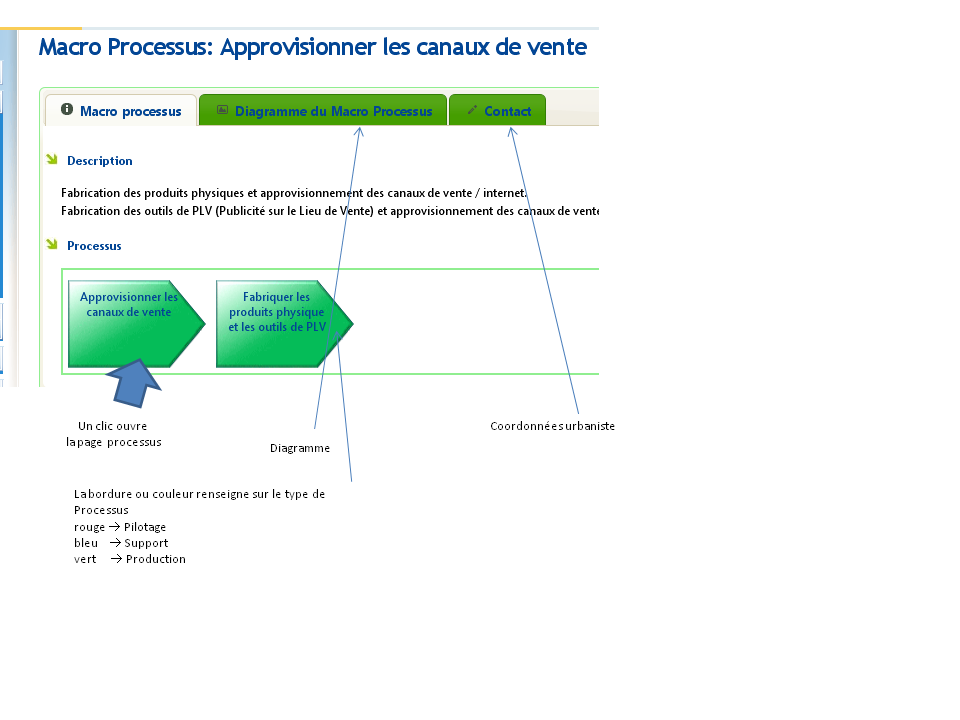 Macro Processus: Approvisionner les canaux de vente
Macro processus
Diagramme du Macro Processus
Contact
Description
Fabrication des produits physiques et approvisionnement des canaux de vente / internet.
Fabrication des outils de PLV (Publicité sur le Lieu de Vente) et approvisionnement des canaux de vente
Processus
Approvisionner les
canaux de vente
Fabriquer les
produits physique
et les outils de PLV
Un clic ouvre
la page processus
Diagramme
Coordonnées urbaniste
La bordure ou couleur renseigne sur le type de
Processus
rouge → Pilotage
bleu → Support
vert → Production